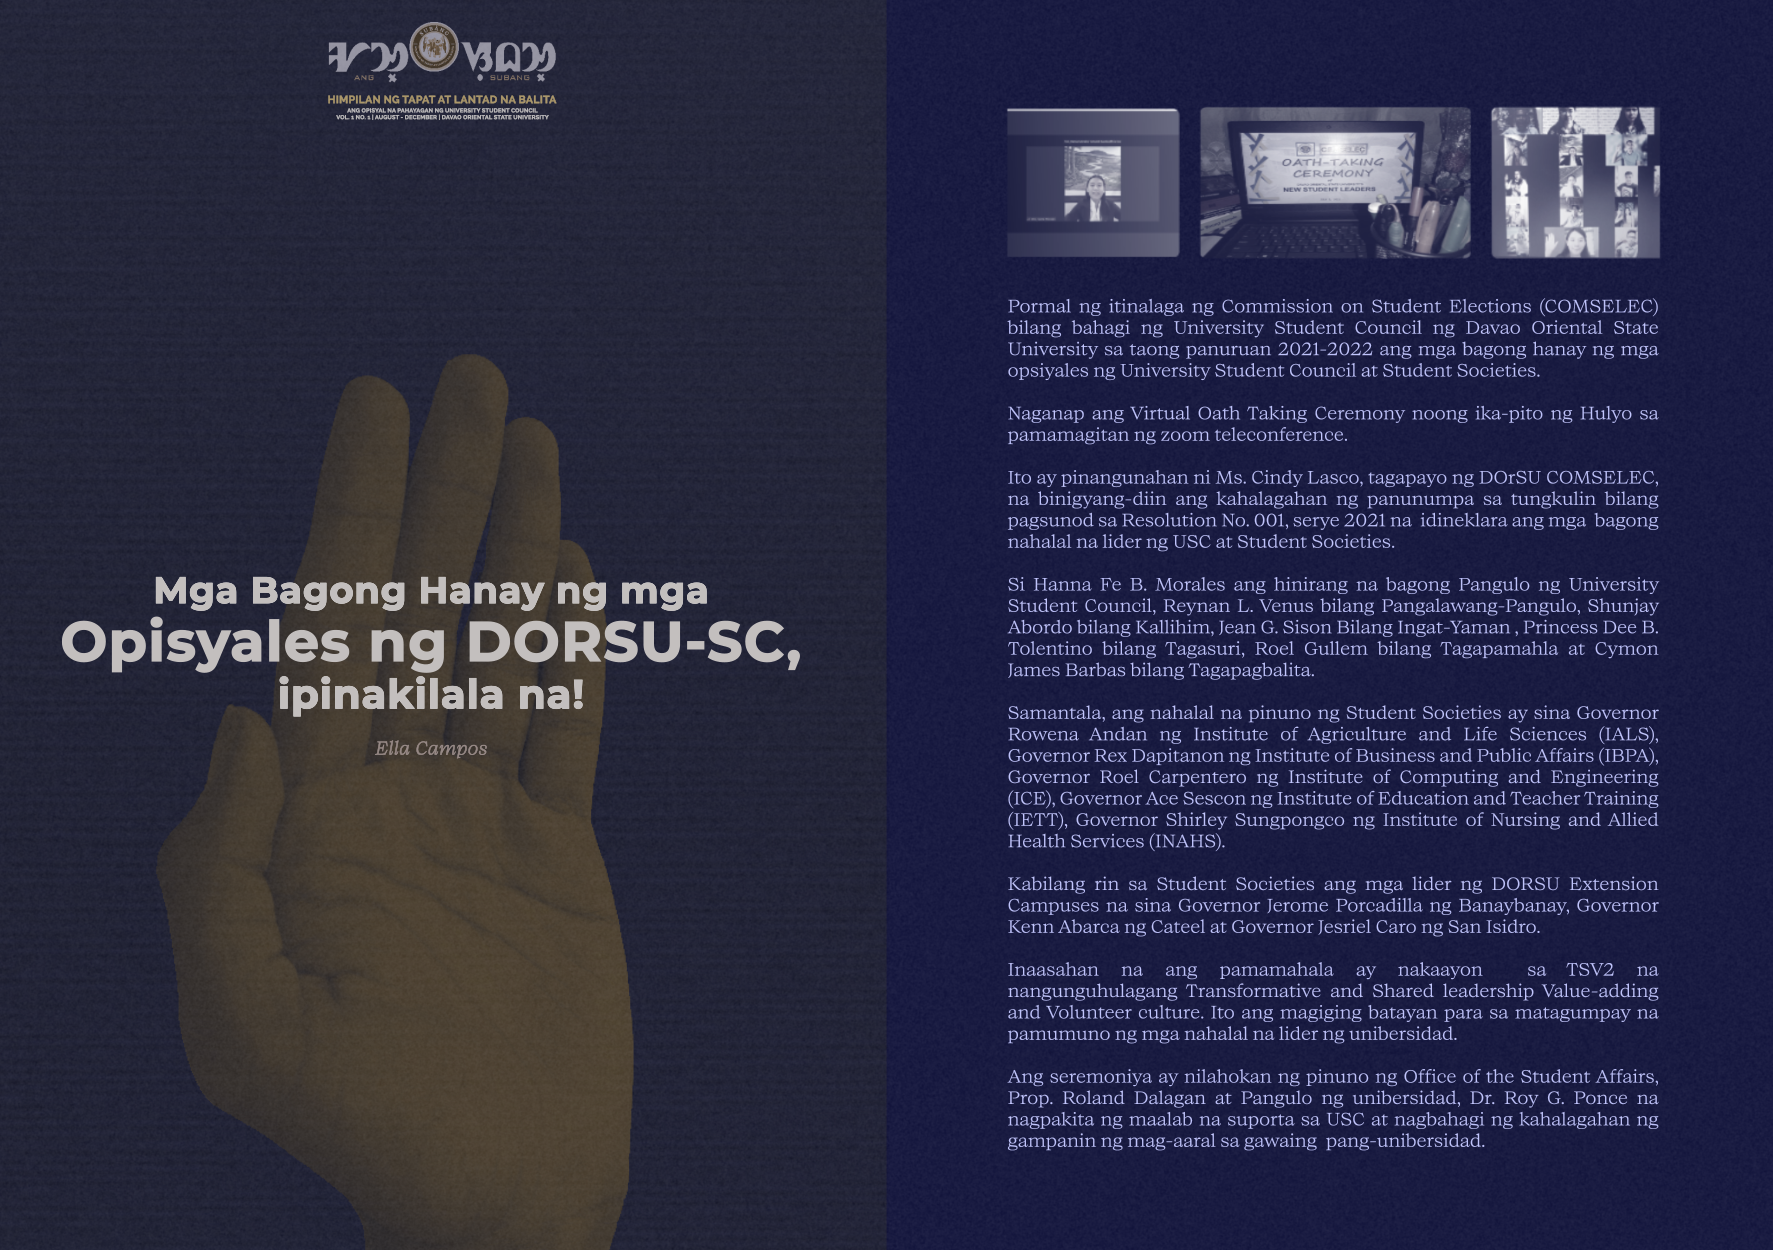 SUBANG
ANG SUBANG
HIMPILAN NG TAPAT AT LANTAD NA BALITA
ANG OPISYAL NA PAHAYAGAN NG UNIVERSITY STUDENT COUNCIL
VOL. 1 NO. 1 | AUGUST - DECEMBER | DAVAO ORIENTAL STATE UNIVERSITY
Mga Bagong Hanay ng mga
Opisyales ng DORSU-SC,
ipinakilala na!
Ella Campos
OATH-TAKING
CEREMONY
NEW STUDENT LEADERS
Pormal ng itinalaga ng Commission on Student Elections (COMSELEC)
bilang bahagi ng University Student Council ng Davao Oriental State
University sa taong panuruan 2021-2022 ang mga bagong hanay ng mga
opsiyales ng University Student Council at Student Societies.
Naganap ang Virtual Oath Taking Ceremony noong ika-pito ng Hulyo sa
pamamagitan ng zoom teleconference.
Ito ay pinangunahan ni Ms. Cindy Lasco, tagapayo ng DOrSU COMSELEC,
na binigyang-diin ang kahalagahan ng panunumpa sa tungkulin bilang
pagsunod sa Resolution No. 001, serye 2021 na idineklara ang mga bagong
nahalal na lider ng USC at Student Societies.
Si Hanna Fe B. Morales ang hinirang na bagong Pangulo ng University
Student Council, Reynan L. Venus bilang Pangalawang-Pangulo, Shunjay
Abordo bilang Kallihim, Jean G. Sison Bilang Ingat-Yaman , Princess Dee B.
Tolentino bilang Tagasuri, Roel Gullem bilang Tagapamahla at Cymon
James Barbas bilang Tagapagbalita.
Samantala, ang nahalal na pinuno ng Student Societies ay sina Governor
Rowena Andan ng Institute of Agriculture and Life Sciences (IALS),
Governor Rex Dapitanon ng Institute of Business and Public Affairs (IBPA),
Governor Roel Carpentero ng Institute of Computing and Engineering
(ICE), Governor Ace Sescon ng Institute of Education and Teacher Training
(IETT), Governor Shirley Sungpongco ng Institute of Nursing and Allied
Health Services (INAHS).
Kabilang rin sa Student Societies ang mga lider ng DORSU Extension
Campuses na sina Governor Jerome Porcadilla ng Banaybanay, Governor
Kenn Abarca ng Cateel at Governor Jesriel Caro ng San Isidro.
Inaasahan na ang pamamahala ay nakaayon sa TSV2 na
nangunguhulagang Transformative and Shared leadership Value-adding
and Volunteer culture. Ito ang magiging batayan para sa matagumpay na
pamumuno ng mga nahalal na lider ng unibersidad.
Ang seremoniya ay nilahokan ng pinuno ng Office of the Student Affairs,
Prop. Roland Dalagan at Pangulo ng unibersidad, Dr. Roy G. Ponce na
nagpakita ng maalab na suporta sa USC at nagbahagi ng kahalagahan ng
gampanin ng mag-aaral sa gawaing pang-unibersidad.